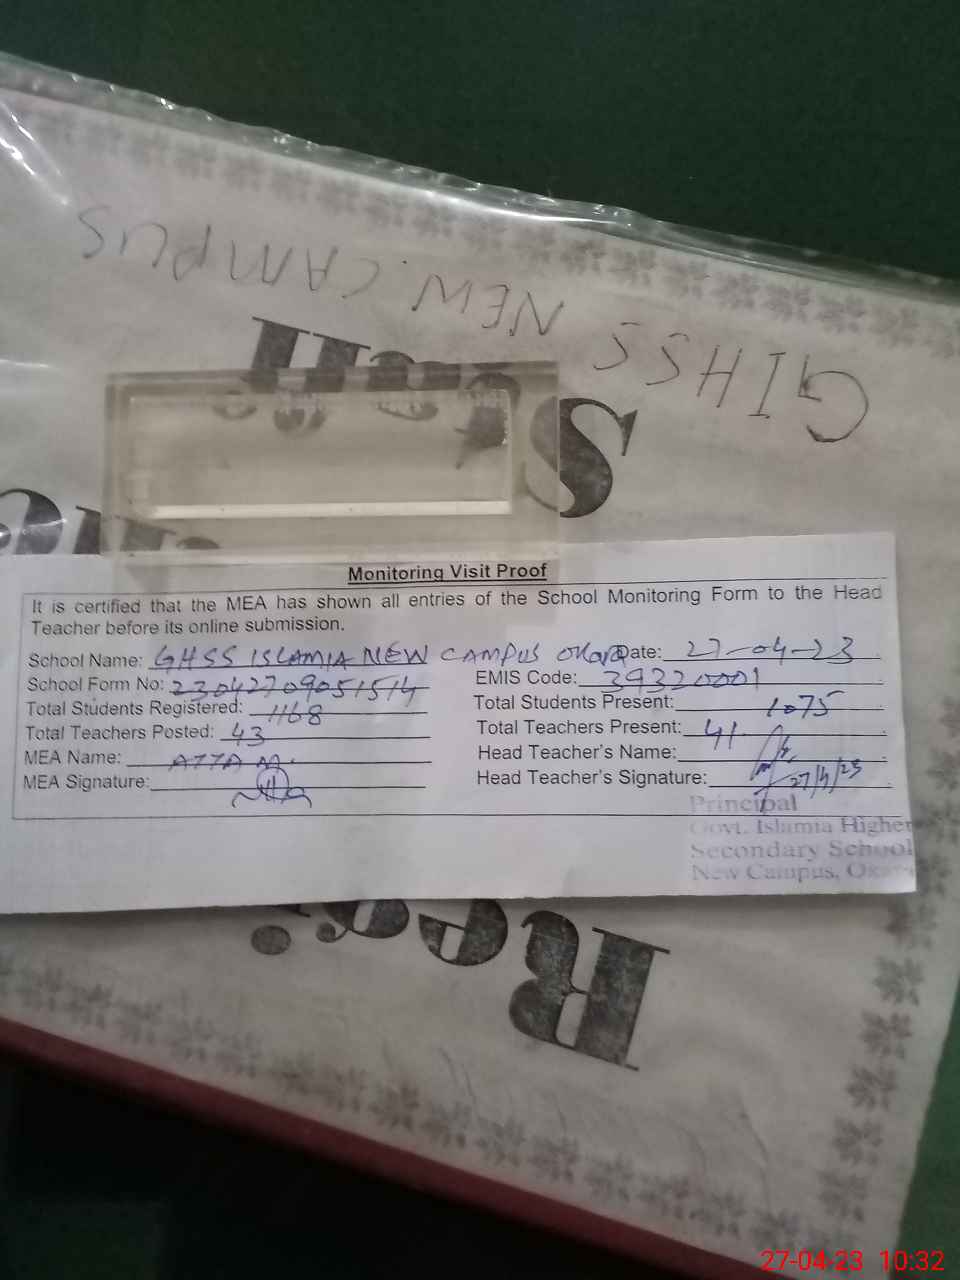 GIHSS NEW CAMPUS
Staff
Monitoring Visit Proof
It is certified that the MEA has shown all entries of the School Monitoring Form to the Head
Teacher before its online submission.
School Name: GHSS ISLAMIA NEW CAMPUS OKARA Date: 27-04-23
School Form No: 23042709051514 EMIS Code: 39320001
Total Students Registered: 1168 Total Students Present: 1075
Total Teachers Posted: 43 Total Teachers Present: 41
MEA Name: ATTA M. Head Teacher's Name:
MEA Signature: Head Teacher's Signature: 27/4/23
Principal
Govt. Islamia Higher
Secondary School
New Campus, Okara
Regi
27-04-23 10:32